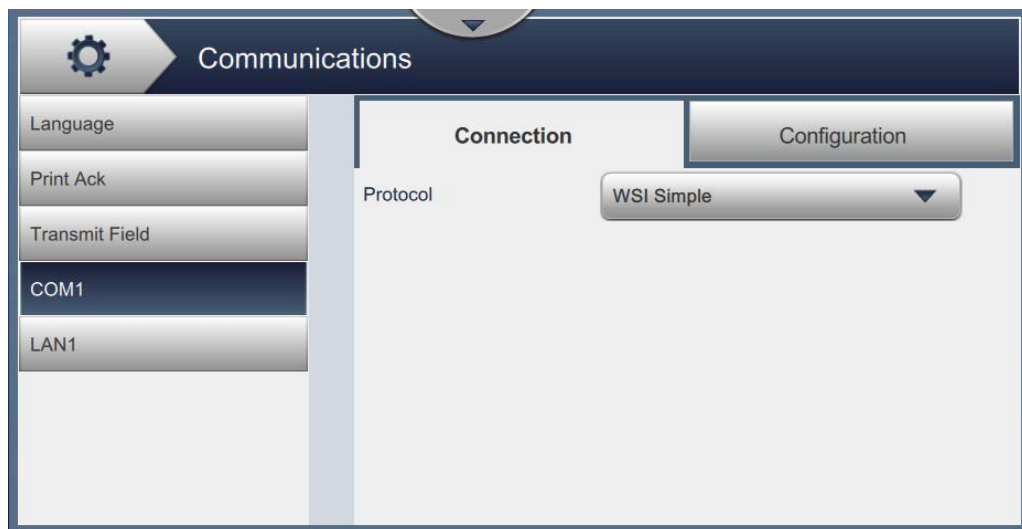 Communications
Language
Print Ack
Transmit Field
COM1
LAN1
Connection
Configuration
Protocol
WSI Simple